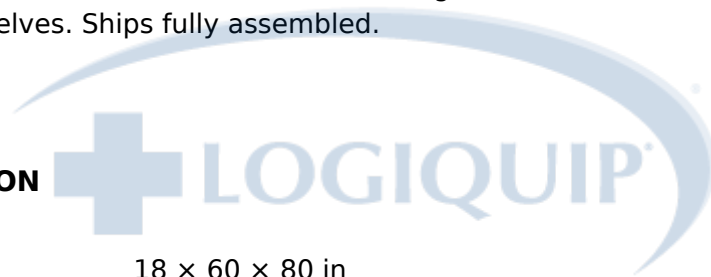 elves. Ships fully assembled.
LOGIQUIP
ON
18 × 60 × 80 in